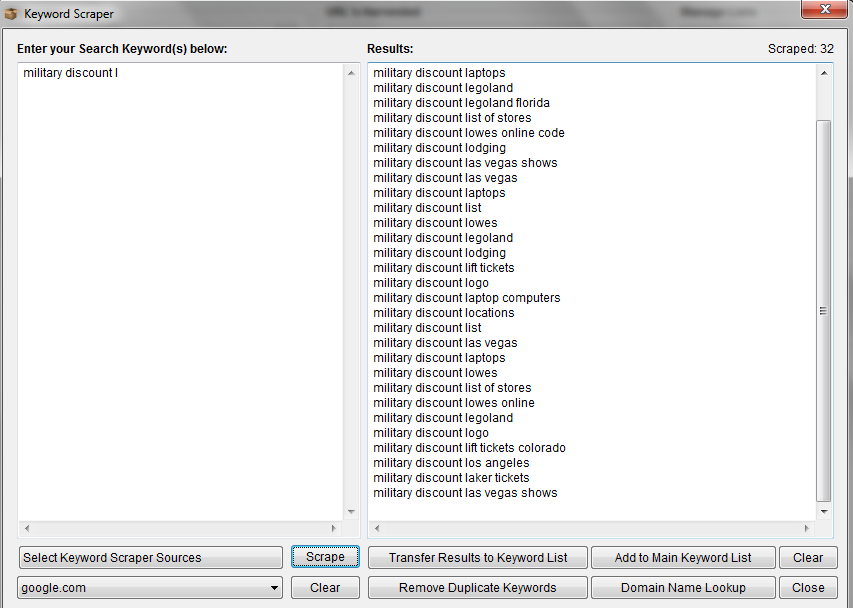 Keyword Scraper
Enter your Search Keyword(s) below:
Results:
Scraped: 32
military discount l
military discount laptops
military discount legoland
military discount legoland florida
military discount list of stores
military discount lowes online code
military discount lodging
military discount las vegas shows
military discount las vegas
military discount laptops
military discount list
military discount lowes
military discount legoland
military discount lodging
military discount lift tickets
military discount logo
military discount laptop computers
military discount locations
military discount list
military discount las vegas
military discount laptops
military discount lowes
military discount list of stores
military discount lowes online
military discount legoland
military discount logo
military discount lift tickets colorado
military discount los angeles
military discount laker tickets
military discount las vegas shows
Select Keyword Scraper Sources
Scrape
Transfer Results to Keyword List
Add to Main Keyword List
Clear
google.com
Clear
Remove Duplicate Keywords
Domain Name Lookup
Close